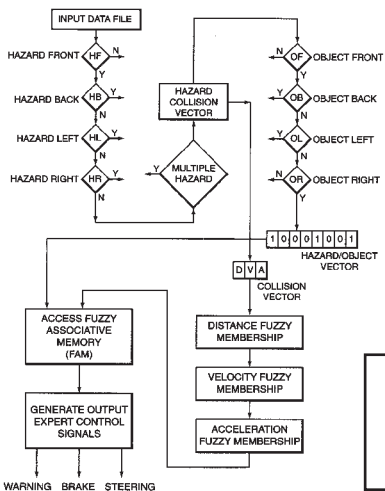 INPUT DATA FILE
HAZARD FRONT
HF
N
Y
HAZARD BACK
HB
Y
N
HAZARD LEFT
HL
Y
N
HAZARD RIGHT
HR
Y
N
MULTIPLE
HAZARD
Y
HAZARD
COLLISION
VECTOR
OF
N
OBJECT FRONT
Y
Y
OB
OBJECT BACK
N
Y
OL
OBJECT LEFT
N
N
OR
OBJECT RIGHT
Y
1 0 0 0 1 0 0 1
HAZARD/OBJECT
VECTOR
D V A
COLLISION
VECTOR
DISTANCE FUZZY
MEMBERSHIP
VELOCITY FUZZY
MEMBERSHIP
ACCELERATION
FUZZY MEMBERSHIP
ACCESS FUZZY
ASSOCIATIVE
MEMORY
(FAM)
GENERATE OUTPUT
EXPERT CONTROL
SIGNALS
WARNING BRAKE STEERING